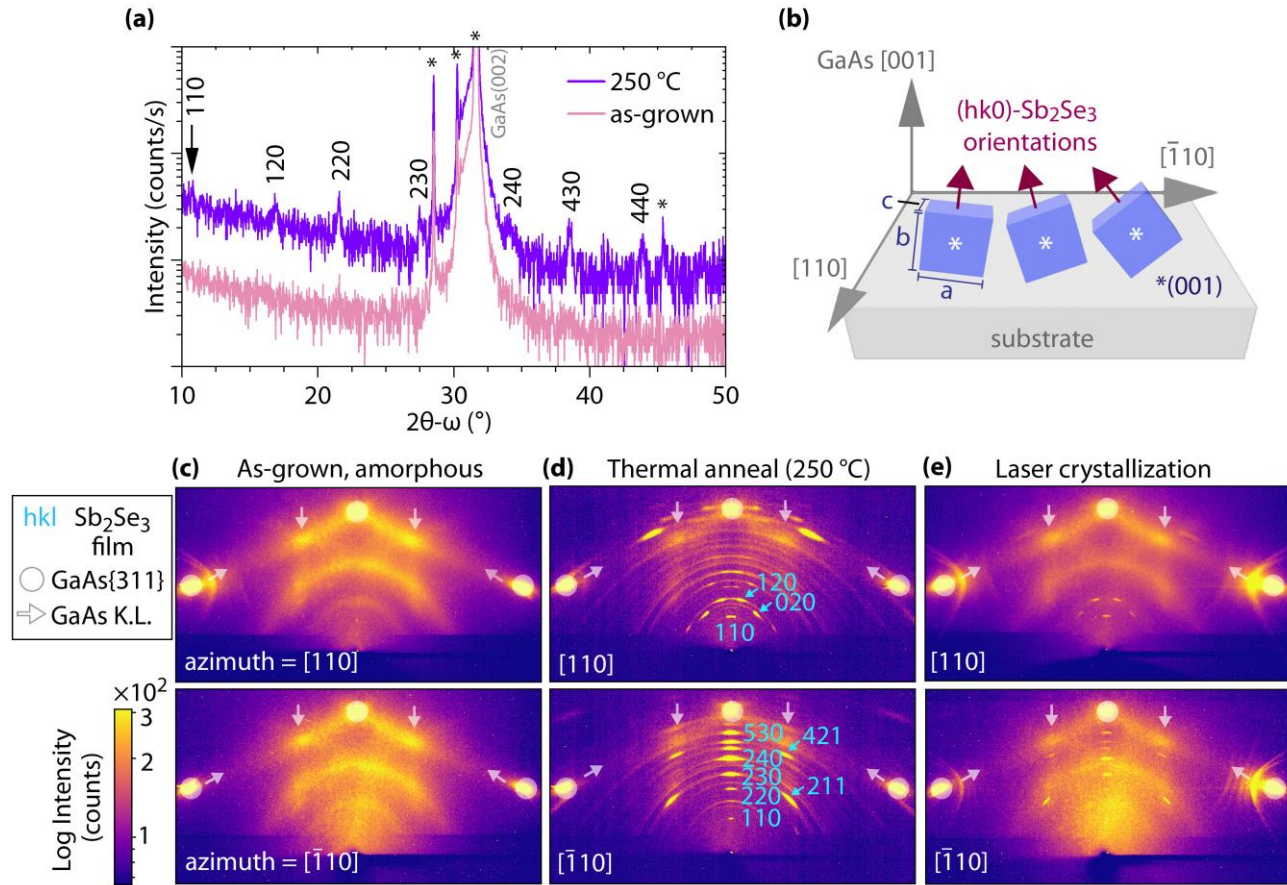 (a)
110
120
220
230
*
*
*
GaAs(002)
240
430
440
*
250 °C
as-grown
Intensity (counts/s)
10
20
30
40
50
2θ-ω (°)
(b)
GaAs [001]
(hk0)-Sb₂Se₃
orientations
[1̄10]
[110]
c
b
a
*
*
*
*(001)
substrate
(c)
As-grown, amorphous
(d)
Thermal anneal (250 °C)
(e)
Laser crystallization
hkl Sb₂Se₃
film
GaAs{311}
GaAs K.L.
azimuth = [110]
120
020
110
[110]
[110]
×10²
3
2
1
Log Intensity
(counts)
azimuth = [1̄10]
530
421
240
230
211
220
110
[1̄10]
[1̄10]